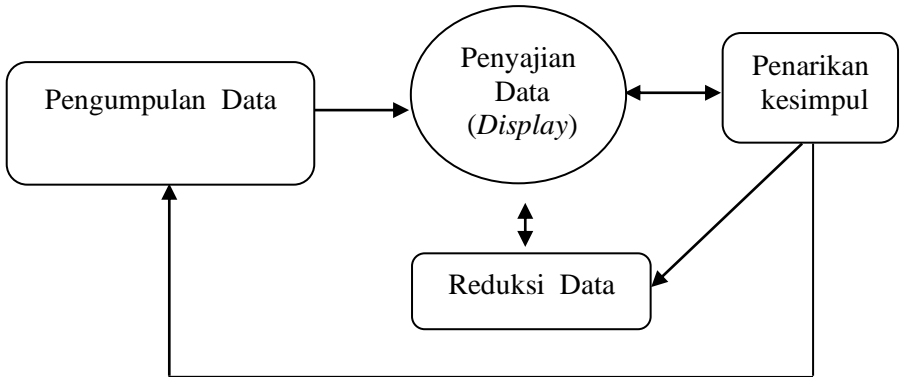 Pengumpulan Data
Penyajian
Data
(Display)
Penarikan
kesimpul
Reduksi Data